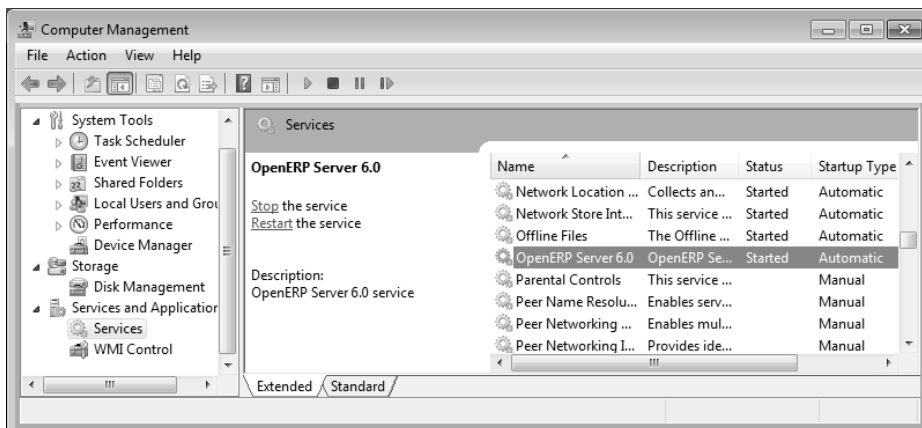 Computer Management
File Action View Help
System Tools
Task Scheduler
Event Viewer
Shared Folders
Local Users and Grou
Performance
Device Manager
Storage
Disk Management
Services and Application
Services
WMI Control
Services
OpenERP Server 6.0
Stop the service
Restart the service
Description:
OpenERP Server 6.0 service
Name Description Status Startup Type
Network Location ... Collects an... Started Automatic
Network Store Int... This service ... Started Automatic
Offline Files The Offline ... Started Automatic
OpenERP Server 6.0 OpenERP Se... Started Automatic
Parental Controls This service ... Manual
Peer Name Resolu... Enables serv... Manual
Peer Networking ... Enables mul... Manual
Peer Networking I... Provides ide... Manual
Extended Standard